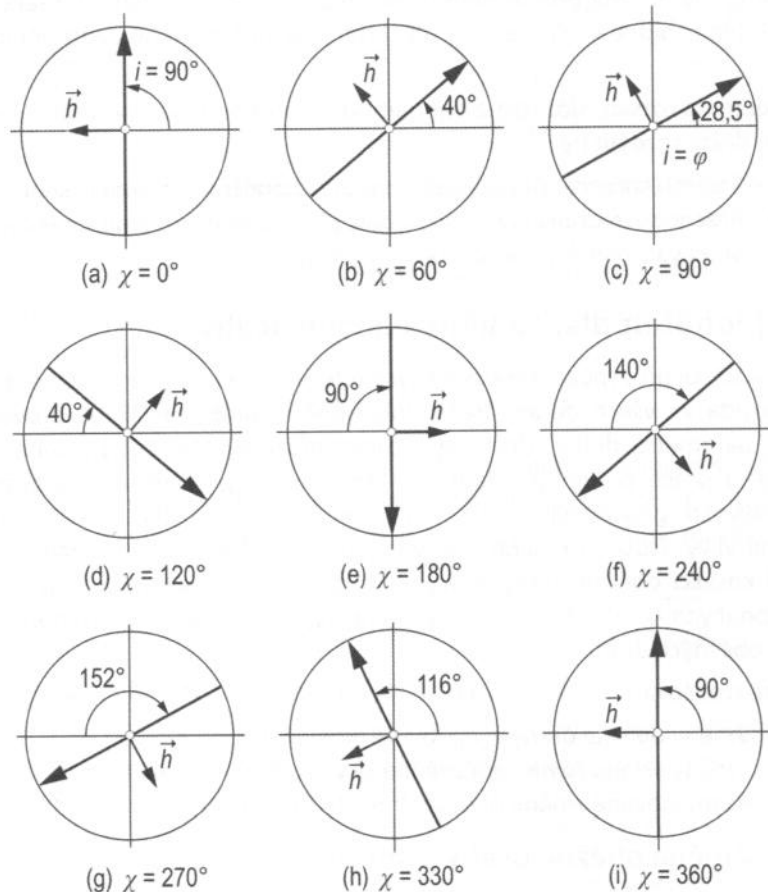 i = 90°
h⃗
(a) χ = 0°
h⃗
40°
(b) χ = 60°
h⃗
28,5°
i = φ
(c) χ = 90°
40°
h⃗
(d) χ = 120°
90°
h⃗
(e) χ = 180°
140°
h⃗
(f) χ = 240°
152°
h⃗
(g) χ = 270°
116°
h⃗
(h) χ = 330°
90°
h⃗
(i) χ = 360°